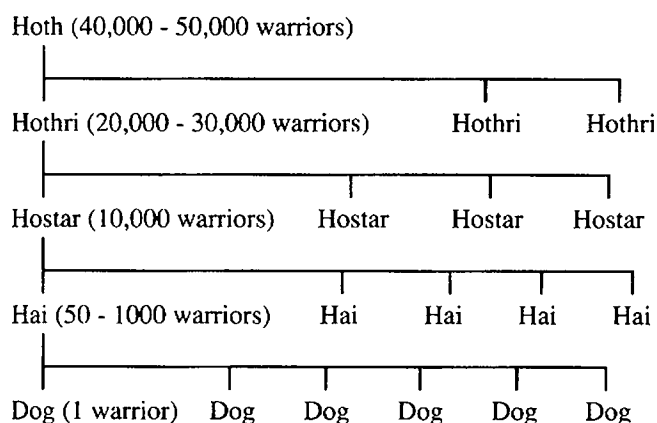 Hoth (40,000 - 50,000 warriors)
Hothri (20,000 - 30,000 warriors) Hothri Hothri
Hostar (10,000 warriors) Hostar Hostar Hostar
Hai (50 - 1000 warriors) Hai Hai Hai Hai
Dog (1 warrior) Dog Dog Dog Dog Dog